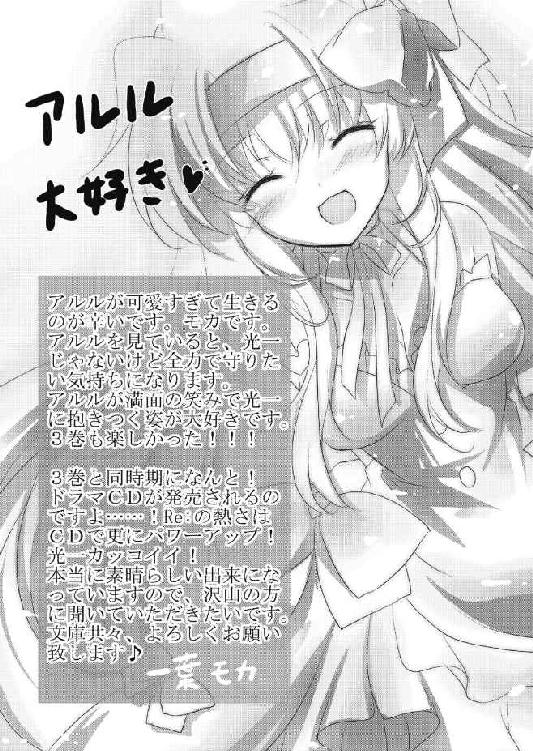 アルル
大好き♥
アルルが可愛すぎて生きる
のが辛いです。モカです。
アルルを見ていると、光一
じゃないけど全力で守りた
い気持ちになります。
アルルが満面の笑みで光一
に抱きつく姿が大好きです。
３巻も楽しかった！！！
３巻と同時期になんと！
ドラマＣＤが発売されるの
ですよ……！Re:の熱さは
ＣＤで更にパワーアップ！
光一カッコイイ！
本当に素晴らしい出来にな
っていますので、沢山の方
に聞いていただきたいです。
文庫共々、よろしくお願い
致します♪
一葉モカ